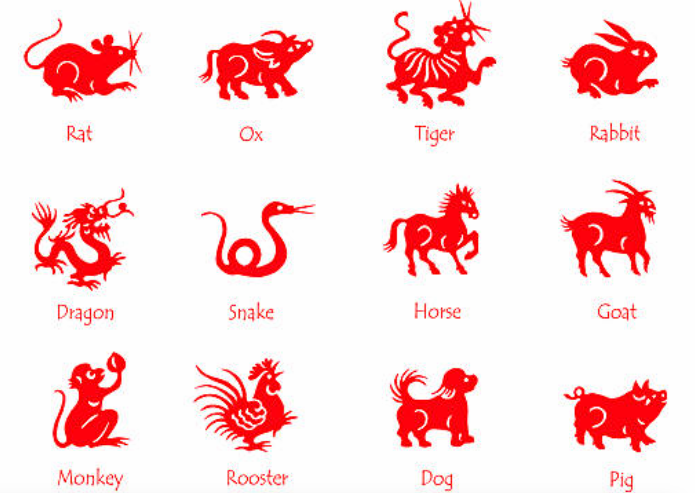 Rat Ox Tiger Rabbit
Dragon Snake Horse Goat
Monkey Rooster Dog Pig